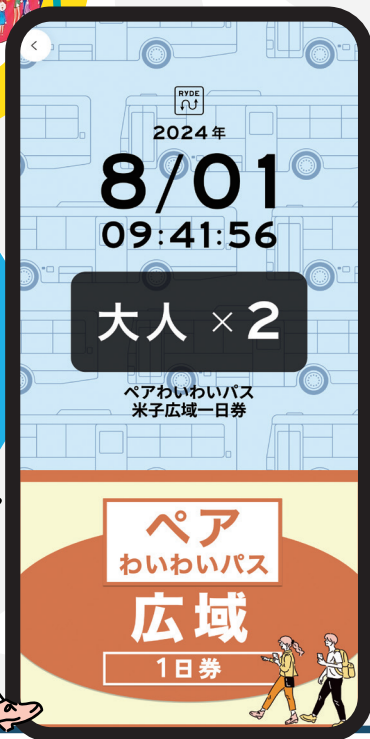 RYDE
2024年
8/01
09:41:56
大人 × 2
ペアわいわいパス
米子広域一日券
ペア
わいわいパス
広域
1日券